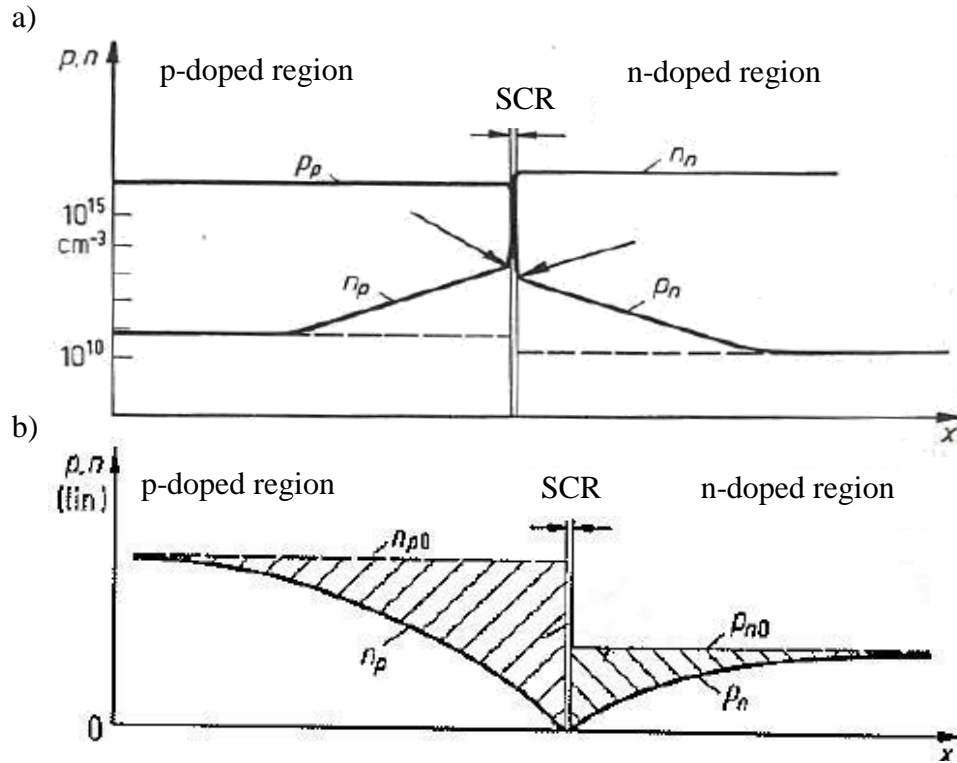 a)
p,n
p-doped region
n-doped region
SCR
p_p
n_n
10^15
cm^-3
n_p
p_n
10^10
x
b)
p,n
(lin)
p-doped region
SCR
n-doped region
n_p0
p_n0
n_p
p_n
0
x